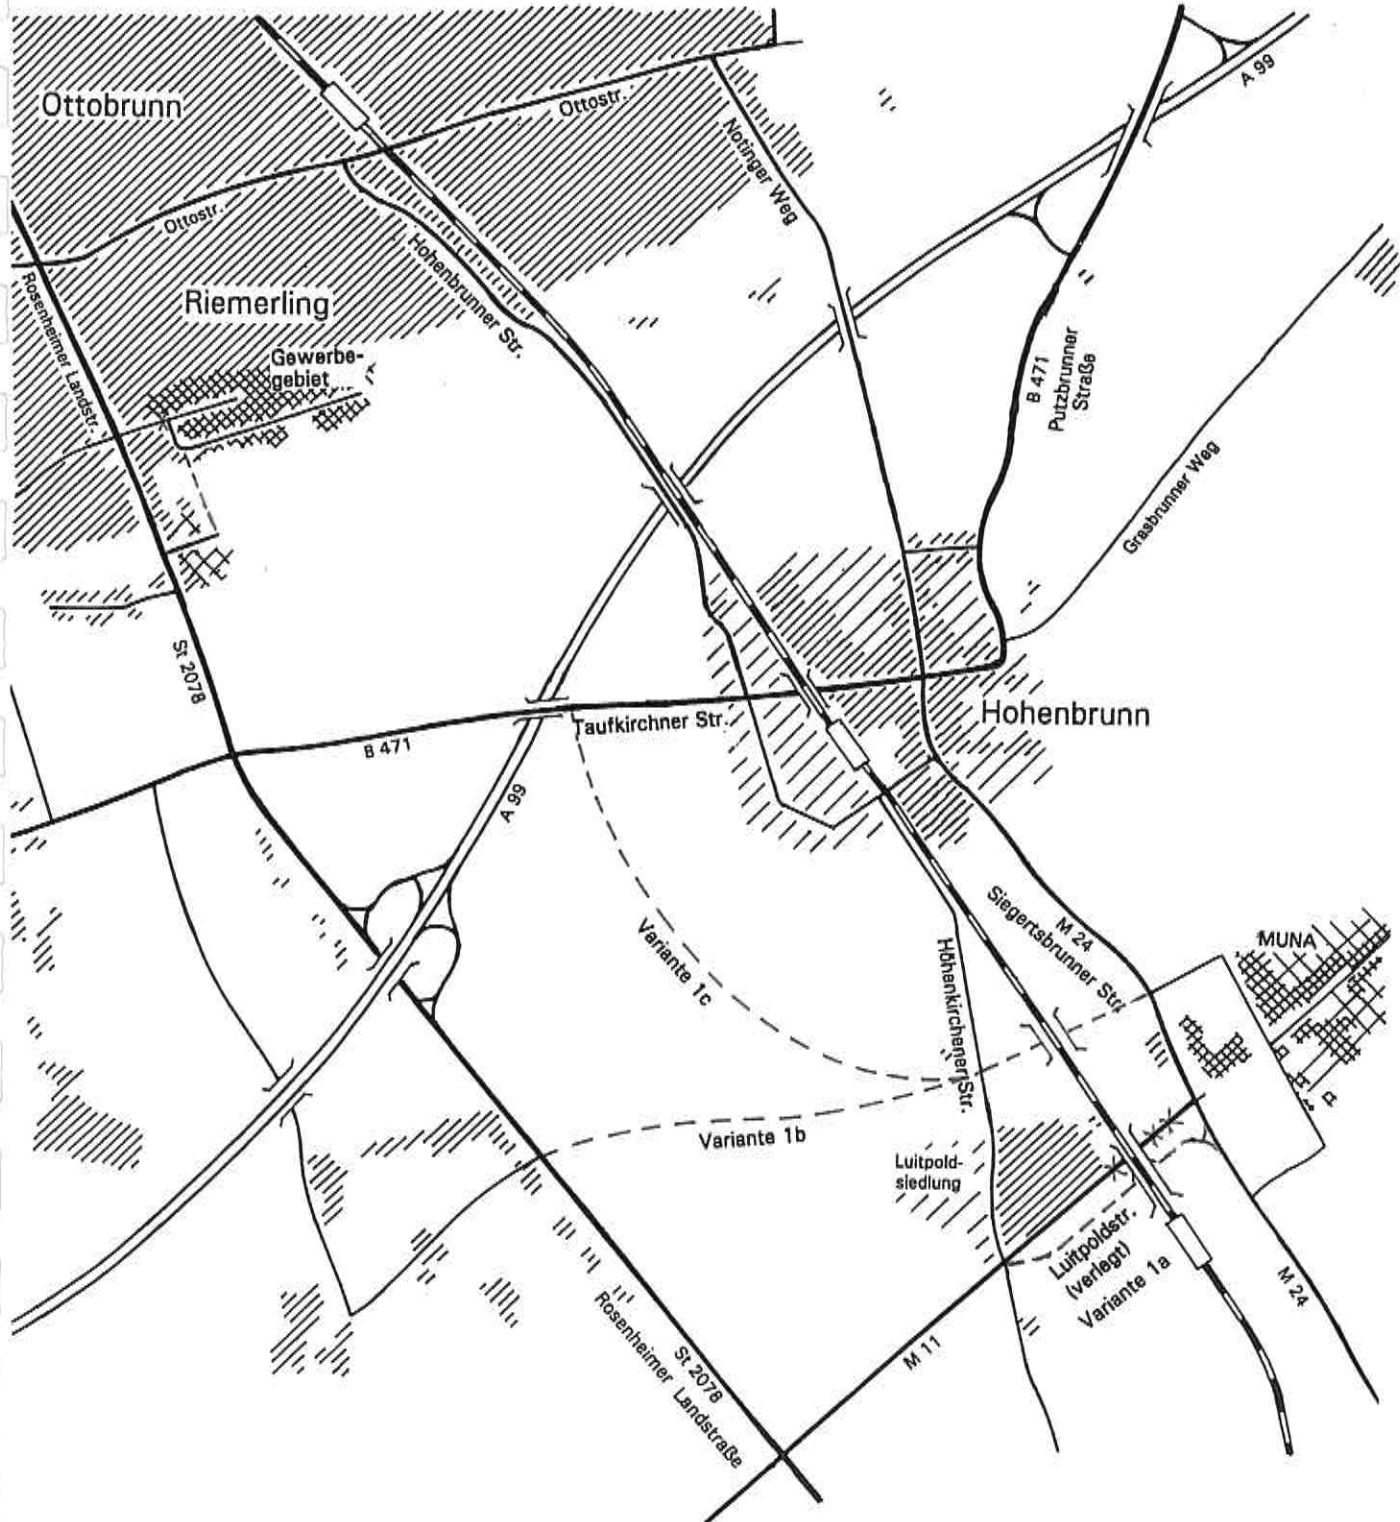 A 99
Ottobrunn
Ottostr.
Notinger Weg
Ottostr.
Hohenbrunner Str.
Rosenheimer Landstr.
Riemerling
Gewerbe-
gebiet
B 471
Putzbrunner
Straße
Grasbrunner Weg
St 2078
Hohenbrunn
Taufkirchner Str.
B 471
A 99
Variante 1c
Siegertsbrunner Str.
M 24
MUNA
Höhenkirchener Str.
Variante 1b
Luitpold-
siedlung
Luitpoldstr.
(verlegt)
Variante 1a
M 24
M 11
St 2078
Rosenheimer Landstraße